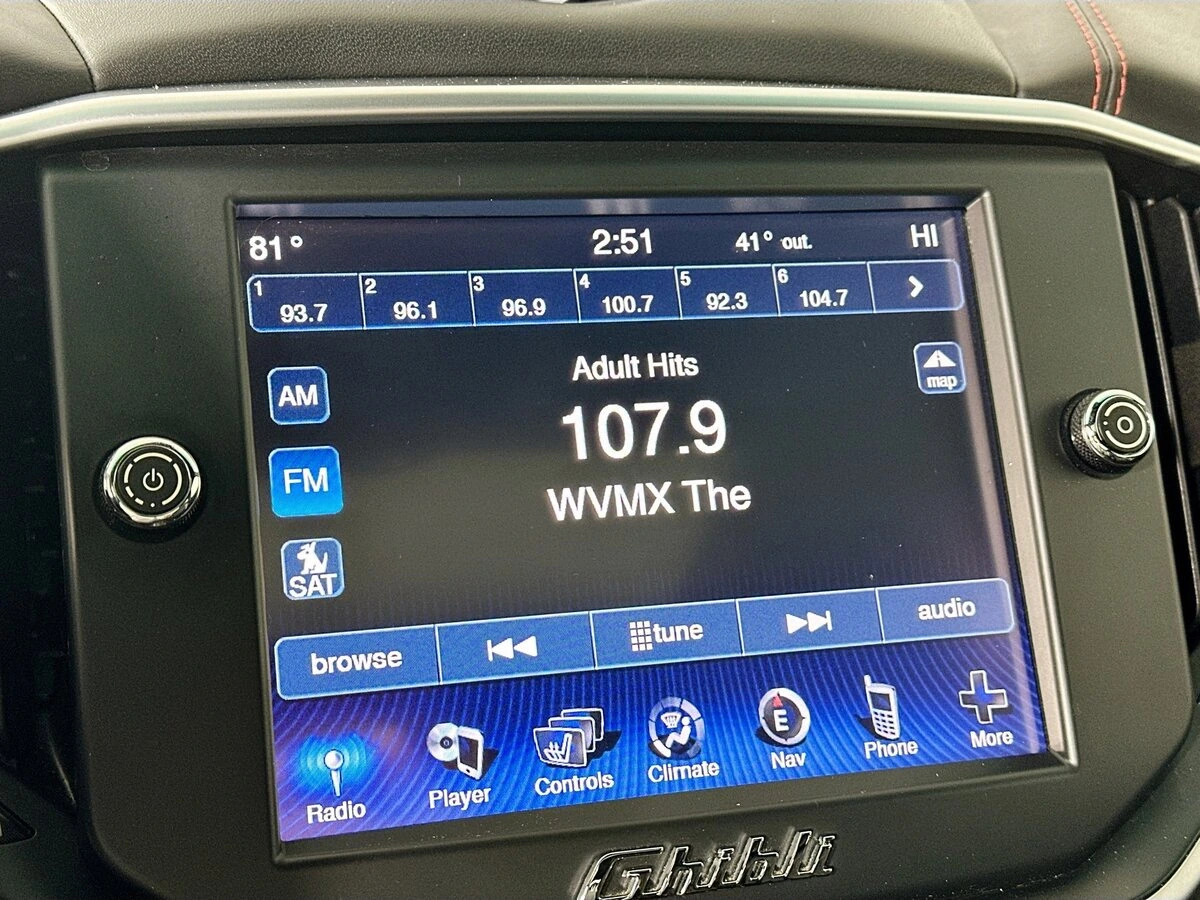 81° 2:51 41° out. HI
1 93.7 2 96.1 3 96.9 4 100.7 5 92.3 6 104.7
Adult Hits
map
AM
107.9
FM
WVMX The
SAT
browse tune audio
E
Radio Player Controls Climate Nav Phone More
Ghibli